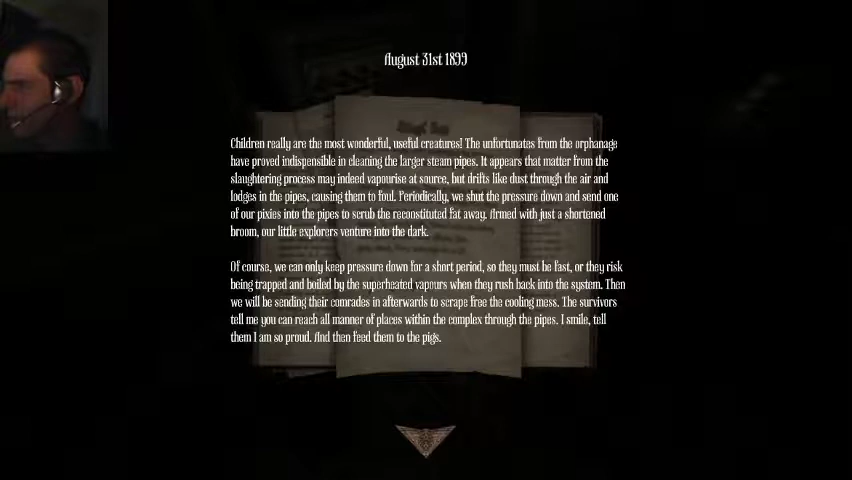 August 31st 1899
Children really are the most wonderful, useful creatures! The unfortunates from the orphanage
have proved indispensible in cleaning the larger steam pipes. It appears that matter from the
slaughtering process may indeed vapourise at source, but drifts like dust through the air and
lodges in the pipes, causing them to foul. Periodically, we shut the pressure down and send one
of our pixies into the pipes to scrub the reconstituted fat away. Armed with just a shortened
broom, our little explorers venture into the dark.
Of course, we can only keep pressure down for a short period, so they must be fast, or they risk
being trapped and boiled by the superheated vapours when they rush back into the system. Then
we will be sending their comrades in afterwards to scrape free the cooling mess. The survivors
tell me you can reach all manner of places within the complex through the pipes. I smile, tell
them I am so proud. And then feed them to the pigs.